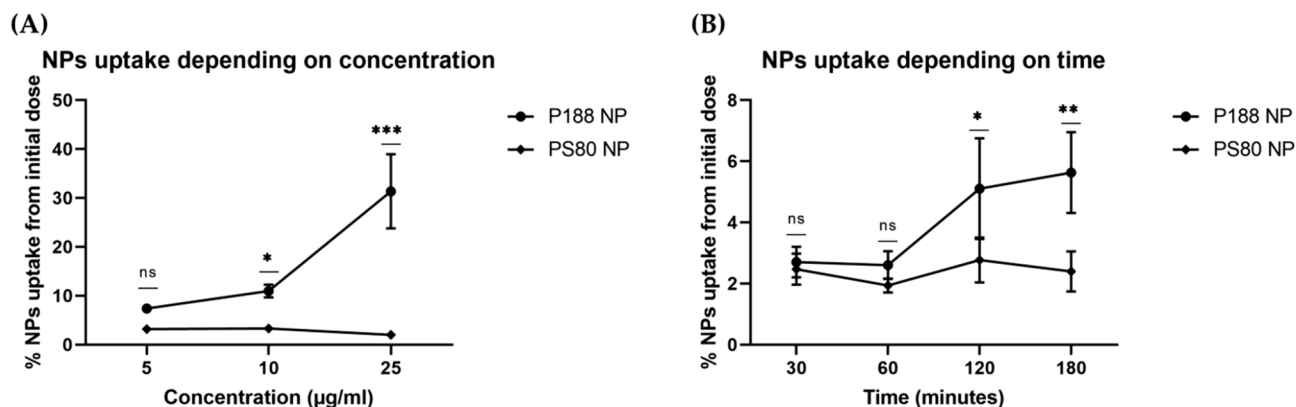 (A)
NPs uptake depending on concentration
% NPs uptake from initial dose
50
40
30
20
10
0
ns
*
***
5
10
25
Concentration (µg/ml)
P188 NP
PS80 NP
(B)
NPs uptake depending on time
% NPs uptake from initial dose
8
6
4
2
0
ns
ns
*
**
30
60
120
180
Time (minutes)
P188 NP
PS80 NP